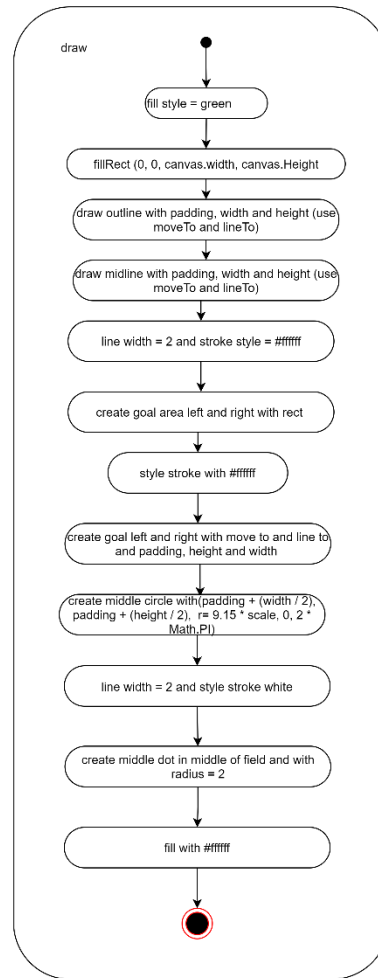 draw
fill style = green
fillRect (0, 0, canvas.width, canvas.Height
draw outline with padding, width and height (use
moveTo and lineTo)
draw midline with padding, width and height (use
moveTo and lineTo)
line width = 2 and stroke style = #ffffff
create goal area left and right with rect
style stroke with #ffffff
create goal left and right with move to and line to
and padding, height and width
create middle circle with(padding + (width / 2),
padding + (height / 2), r= 9.15 * scale, 0, 2 *
Math.PI)
line width = 2 and style stroke white
create middle dot in middle of field and with
radius = 2
fill with #ffffff